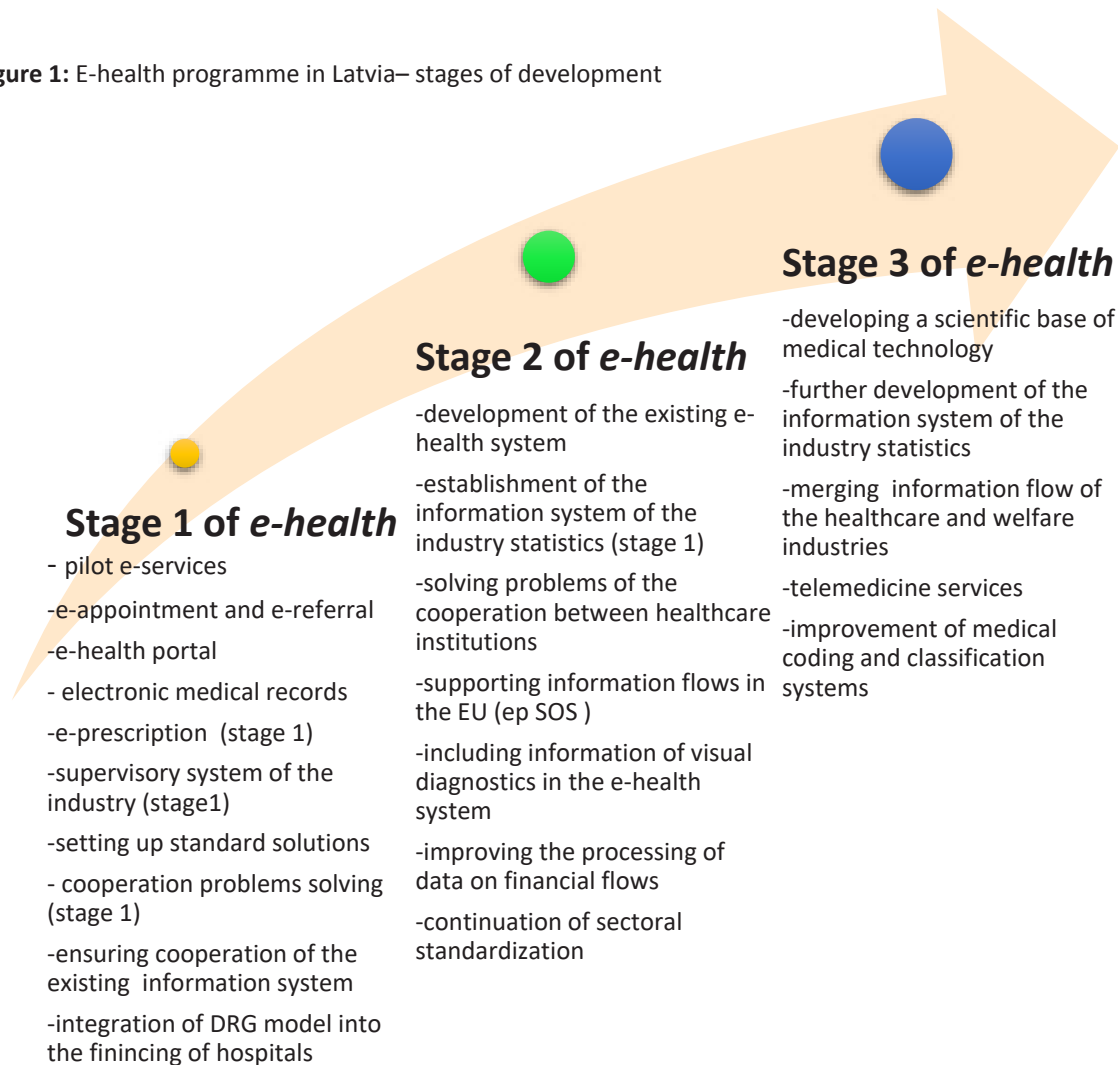 gure 1: E-health programme in Latvia– stages of development
Stage 1 of e-health
- pilot e-services
-e-appointment and e-referral
-e-health portal
- electronic medical records
-e-prescription (stage 1)
-supervisory system of the
industry (stage1)
-setting up standard solutions
- cooperation problems solving
(stage 1)
-ensuring cooperation of the
existing information system
-integration of DRG model into
the finincing of hospitals
Stage 2 of e-health
-development of the existing e-
health system
-establishment of the
information system of the
industry statistics (stage 1)
-solving problems of the
cooperation between healthcare
institutions
-supporting information flows in
the EU (ep SOS )
-including information of visual
diagnostics in the e-health
system
-improving the processing of
data on financial flows
-continuation of sectoral
standardization
Stage 3 of e-health
-developing a scientific base of
medical technology
-further development of the
information system of the
industry statistics
-merging information flow of
the healthcare and welfare
industries
-telemedicine services
-improvement of medical
coding and classification
systems